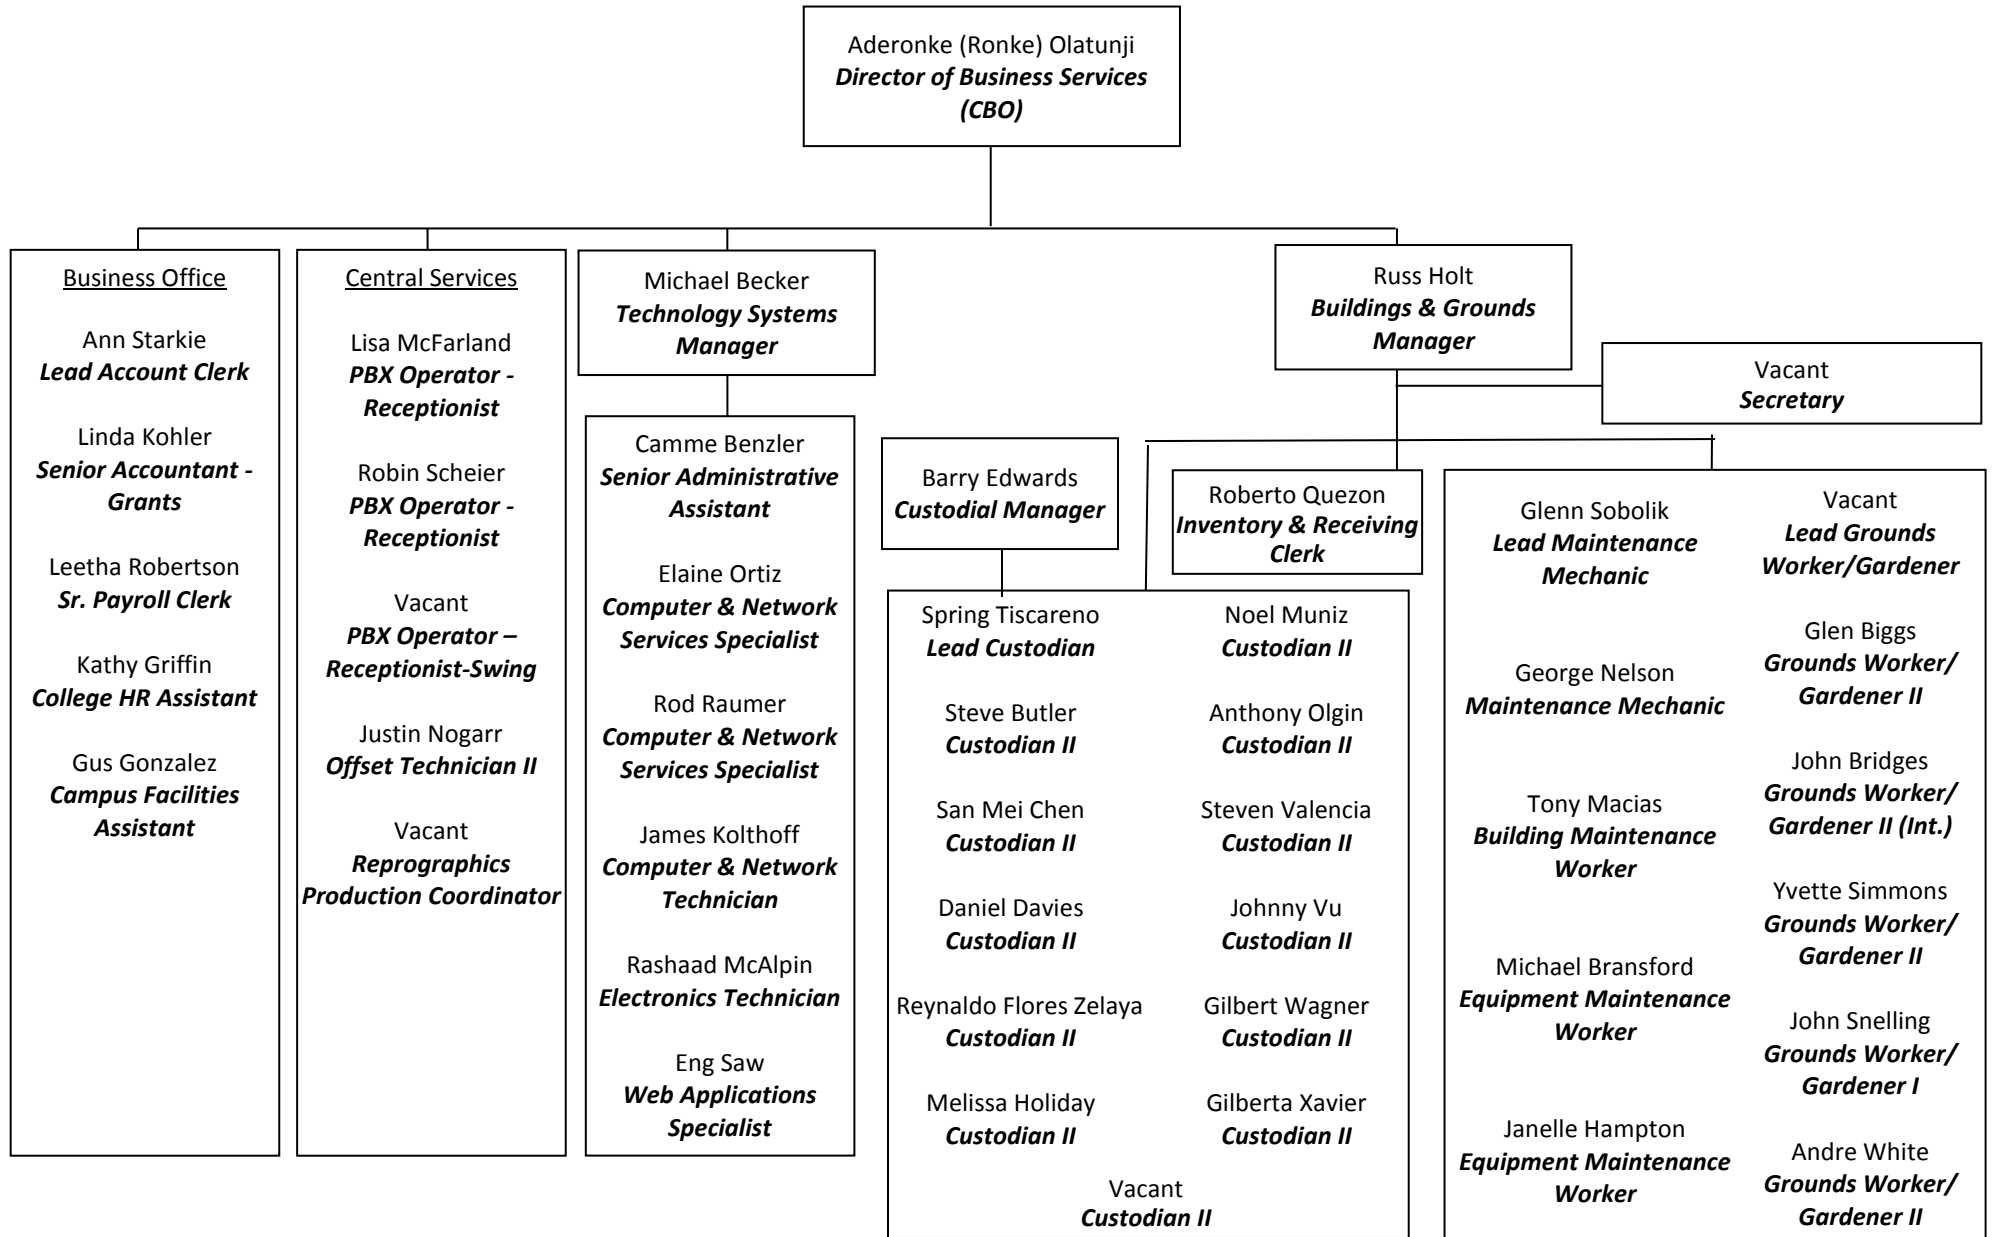 Aderonke (Ronke) Olatunji
Director of Business Services
(CBO)
Business Office
Ann Starkie
Lead Account Clerk
Linda Kohler
Senior Accountant -
Grants
Leetha Robertson
Sr. Payroll Clerk
Kathy Griffin
College HR Assistant
Gus Gonzalez
Campus Facilities
Assistant
Central Services
Lisa McFarland
PBX Operator -
Receptionist
Robin Scheier
PBX Operator -
Receptionist
Vacant
PBX Operator –
Receptionist-Swing
Justin Nogarr
Offset Technician II
Vacant
Reprographics
Production Coordinator
Michael Becker
Technology Systems
Manager
Camme Benzler
Senior Administrative
Assistant
Elaine Ortiz
Computer & Network
Services Specialist
Rod Raumer
Computer & Network
Services Specialist
James Kolthoff
Computer & Network
Technician
Rashaad McAlpin
Electronics Technician
Eng Saw
Web Applications
Specialist
Russ Holt
Buildings & Grounds
Manager
Vacant
Secretary
Barry Edwards
Custodial Manager
Roberto Quezon
Inventory & Receiving
Clerk
Spring Tiscareno
Lead Custodian
Steve Butler
Custodian II
San Mei Chen
Custodian II
Daniel Davies
Custodian II
Reynaldo Flores Zelaya
Custodian II
Melissa Holiday
Custodian II
Noel Muniz
Custodian II
Anthony Olgin
Custodian II
Steven Valencia
Custodian II
Johnny Vu
Custodian II
Gilbert Wagner
Custodian II
Gilberta Xavier
Custodian II
Vacant
Custodian II
Glenn Sobolik
Lead Maintenance
Mechanic
George Nelson
Maintenance Mechanic
Tony Macias
Building Maintenance
Worker
Michael Bransford
Equipment Maintenance
Worker
Janelle Hampton
Equipment Maintenance
Worker
Vacant
Lead Grounds
Worker/Gardener
Glen Biggs
Grounds Worker/
Gardener II
John Bridges
Grounds Worker/
Gardener II (Int.)
Yvette Simmons
Grounds Worker/
Gardener II
John Snelling
Grounds Worker/
Gardener I
Andre White
Grounds Worker/
Gardener II